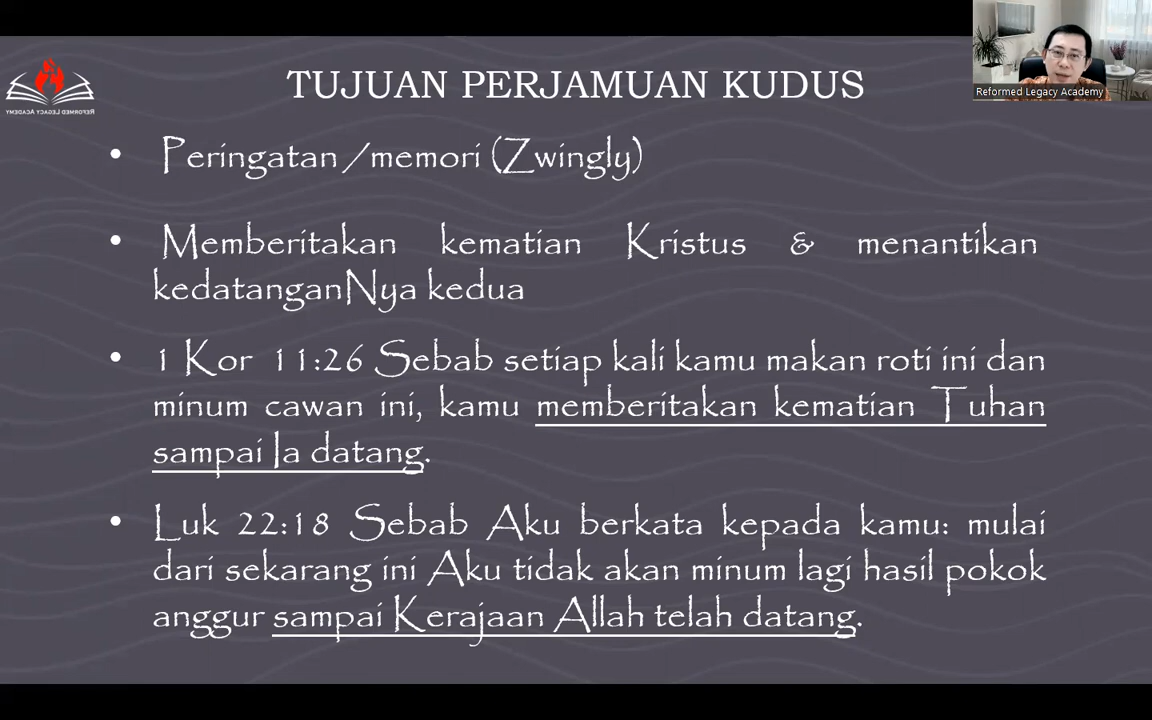 TUJUAN PERJAMUAN KUDUS
Reformed Legacy Academy
REFORMED LEGACY ACADEMY
• Peringatan /memori (Zwingly)
• Memberitakan kematian Kristus & menantikan
kedatanganNya kedua
• 1 Kor 11:26 Sebab setiap kali kamu makan roti ini dan
minum cawan ini, kamu memberitakan kematian Tuhan
sampai Ia datang.
• Luk 22:18 Sebab Aku berkata kepada kamu: mulai
dari sekarang ini Aku tidak akan minum lagi hasil pokok
anggur sampai Kerajaan Allah telah datang.